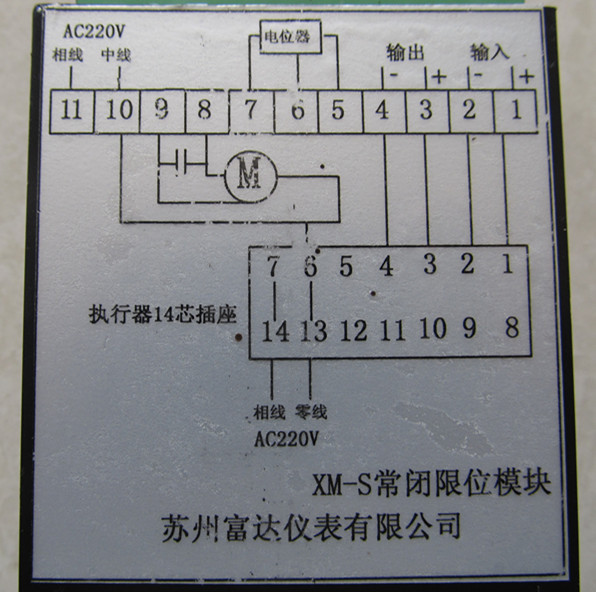 AC220V
相线 中线
电位器
输出 输入
- + - +
11 10 9 8 7 6 5 4 3 2 1
M
7 6 5 4 3 2 1
执行器14芯插座
14 13 12 11 10 9 8
相线 零线
AC220V
XM-S常闭限位模块
苏州富达仪表有限公司